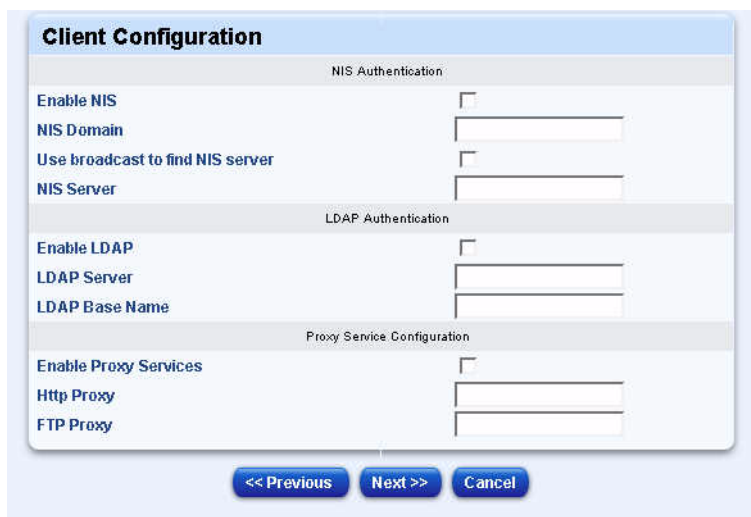 Client Configuration
NIS Authentication
Enable NIS
NIS Domain
Use broadcast to find NIS server
NIS Server
LDAP Authentication
Enable LDAP
LDAP Server
LDAP Base Name
Proxy Service Configuration
Enable Proxy Services
Http Proxy
FTP Proxy
<< Previous Next >> Cancel